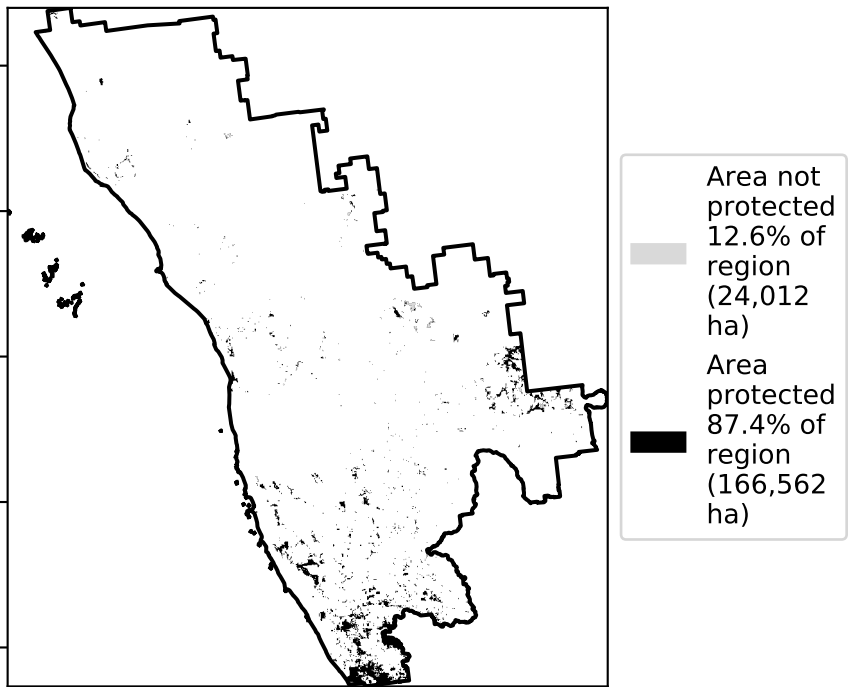 Area not
protected
12.6% of
region
(24,012
ha)
Area
protected
87.4% of
region
(166,562
ha)